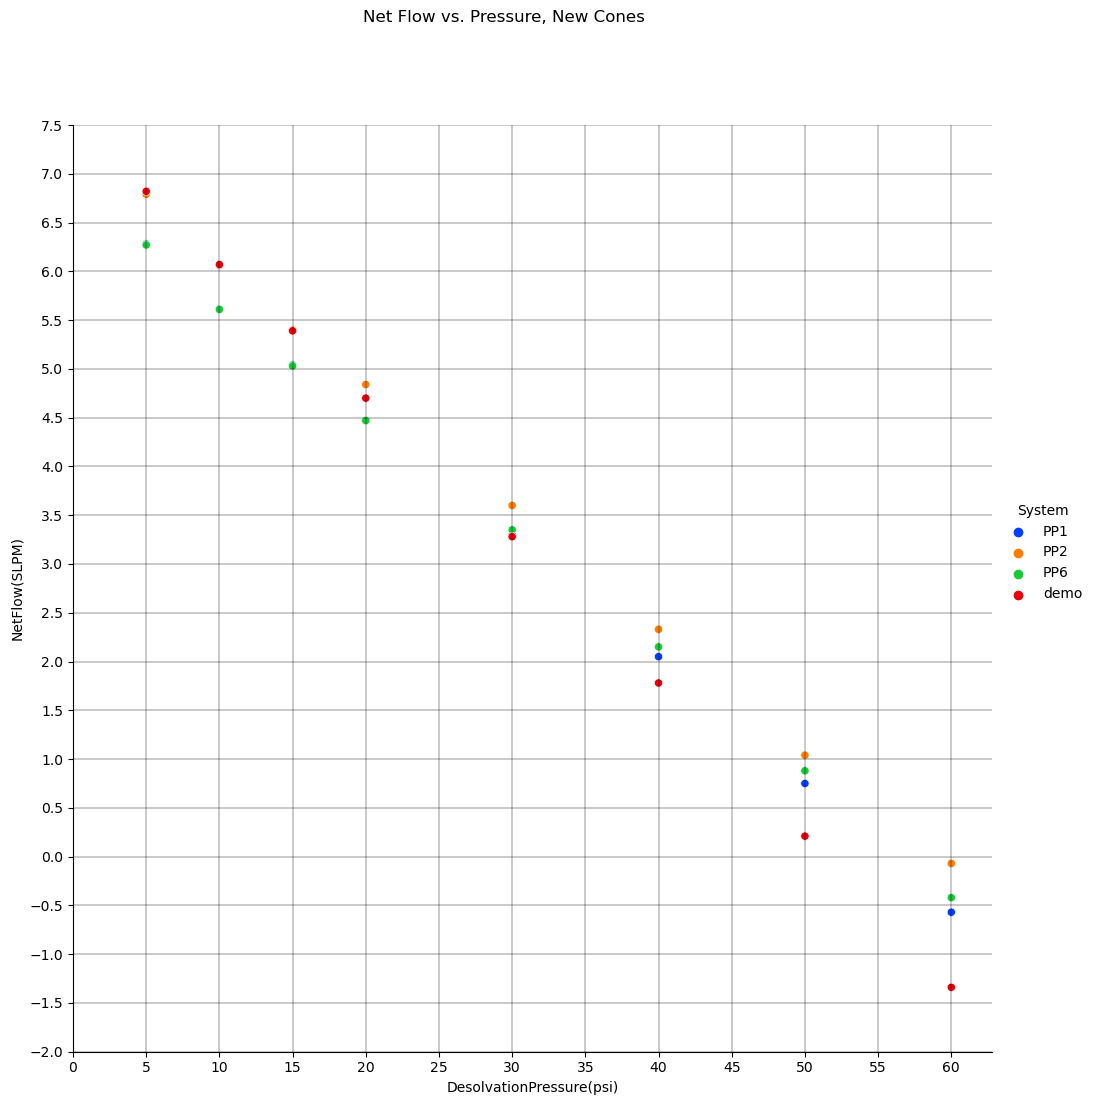 Net Flow vs. Pressure, New Cones
7.5
7.0
6.5
6.0
5.5
5.0
4.5
4.0
3.5
3.0
2.5
2.0
1.5
1.0
0.5
0.0
−0.5
−1.0
−1.5
−2.0
NetFlow(SLPM)
0 5 10 15 20 25 30 35 40 45 50 55 60
DesolvationPressure(psi)
System
PP1
PP2
PP6
demo